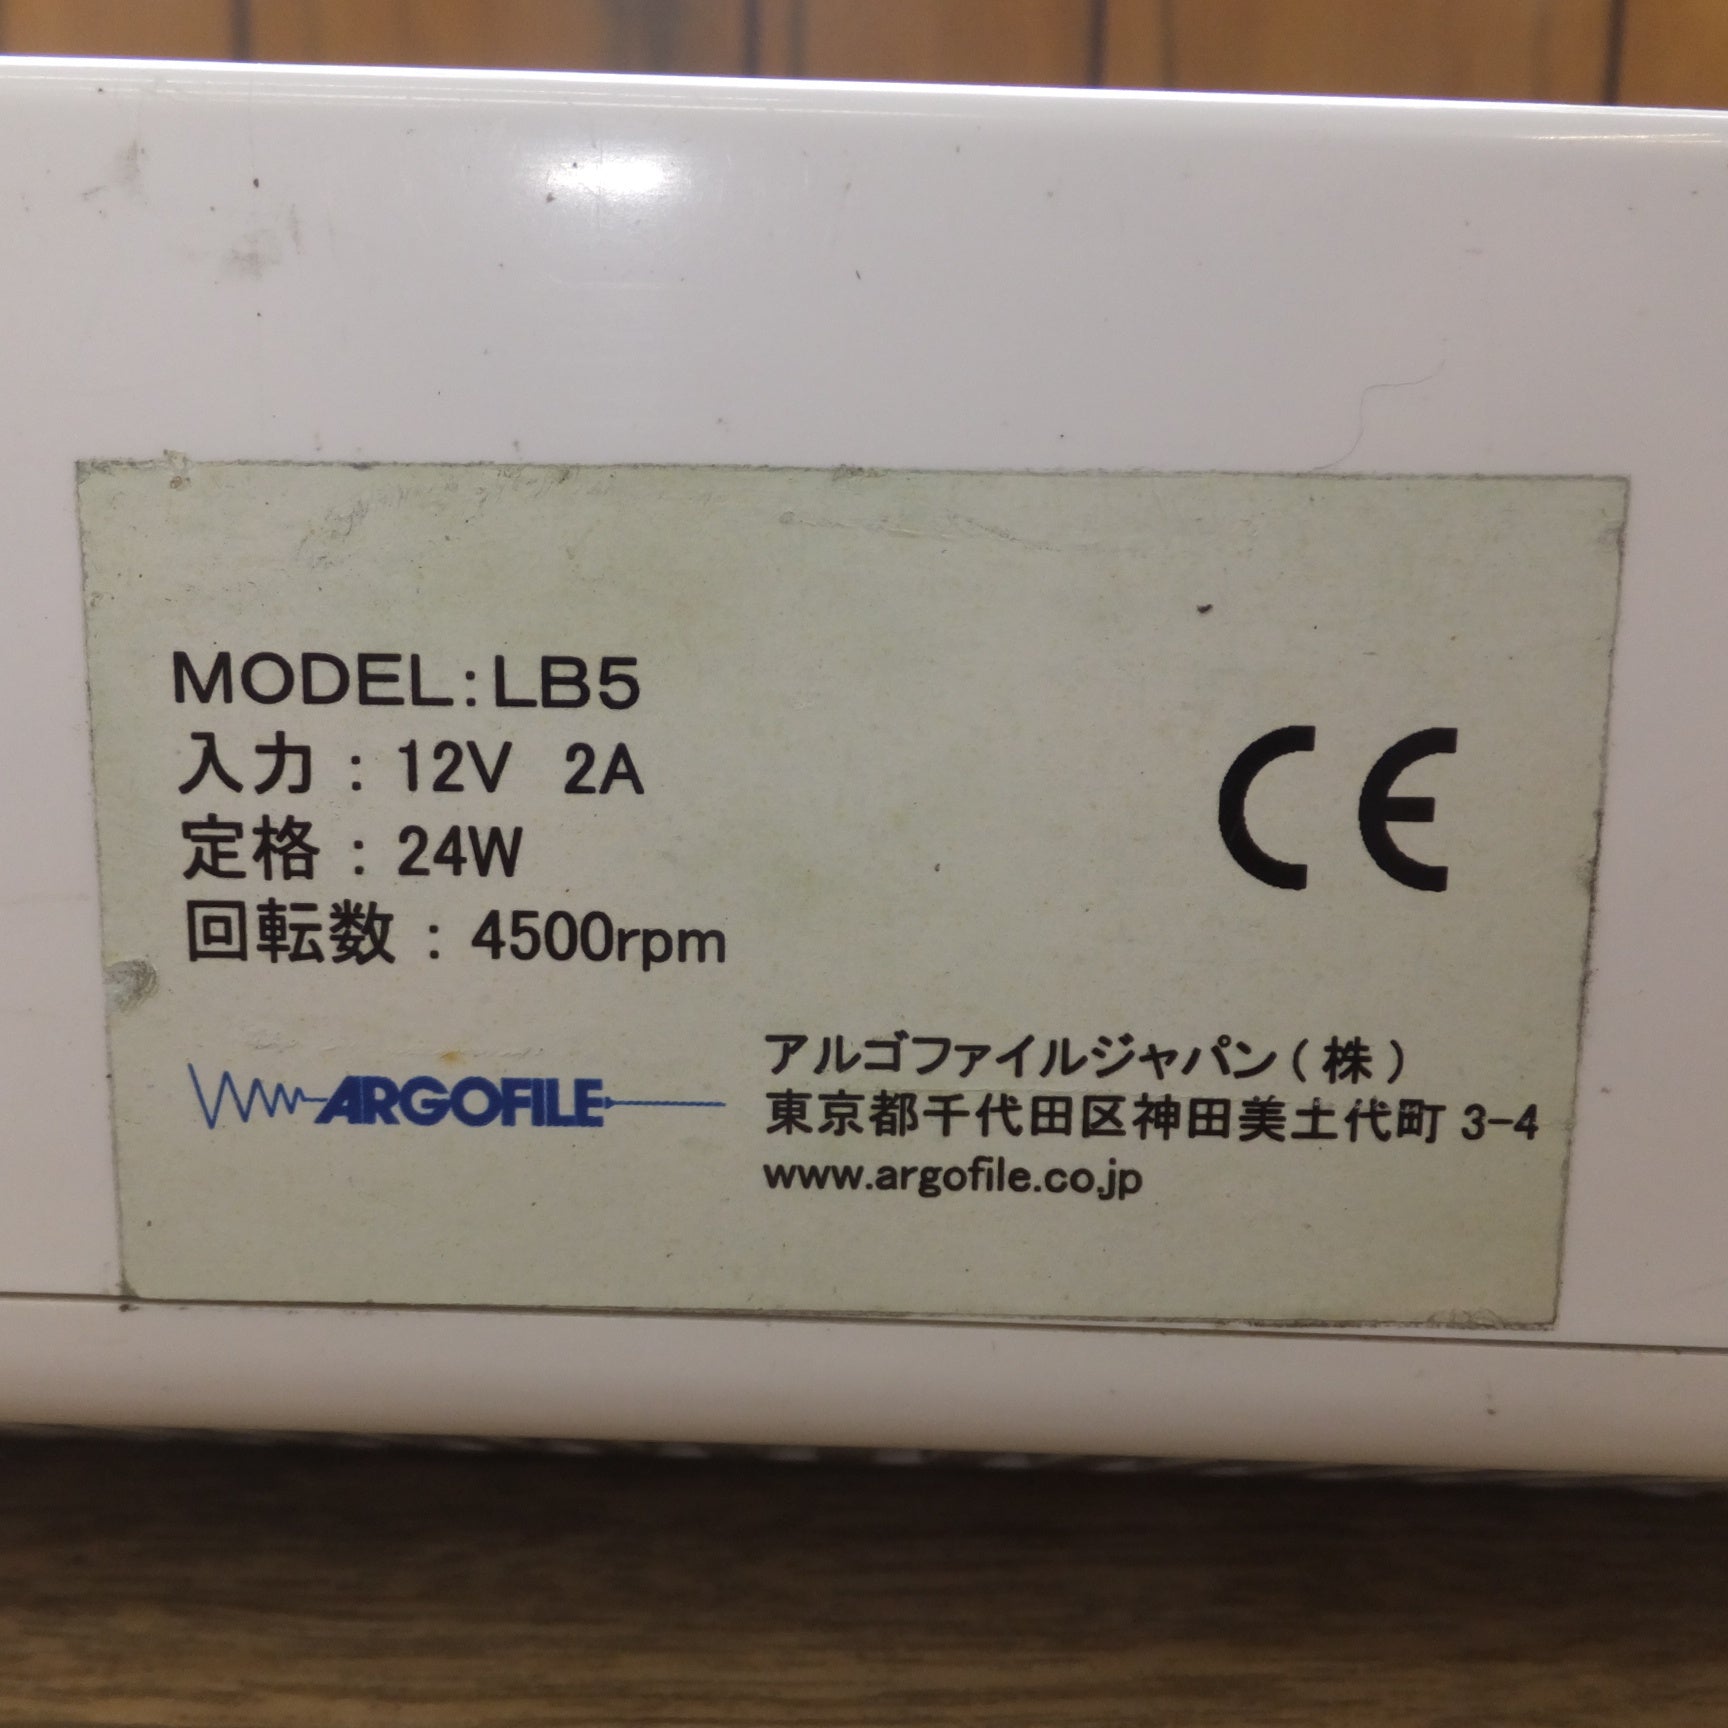 MODEL:LB5
入力：12V 2A
定格：24W
回転数：4500rpm
CE
ARGOFILE
アルゴファイルジャパン(株)
東京都千代田区神田美土代町 3-4
www.argofile.co.jp